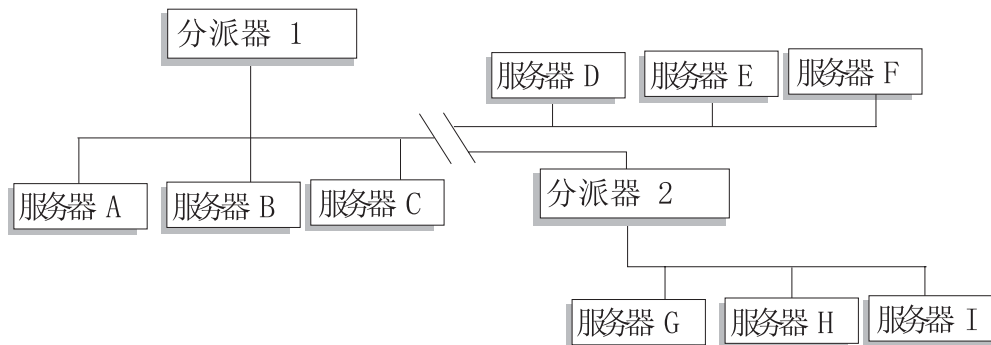 分派器 1
服务器 D
服务器 E
服务器 F
服务器 A
服务器 B
服务器 C
分派器 2
服务器 G
服务器 H
服务器 I